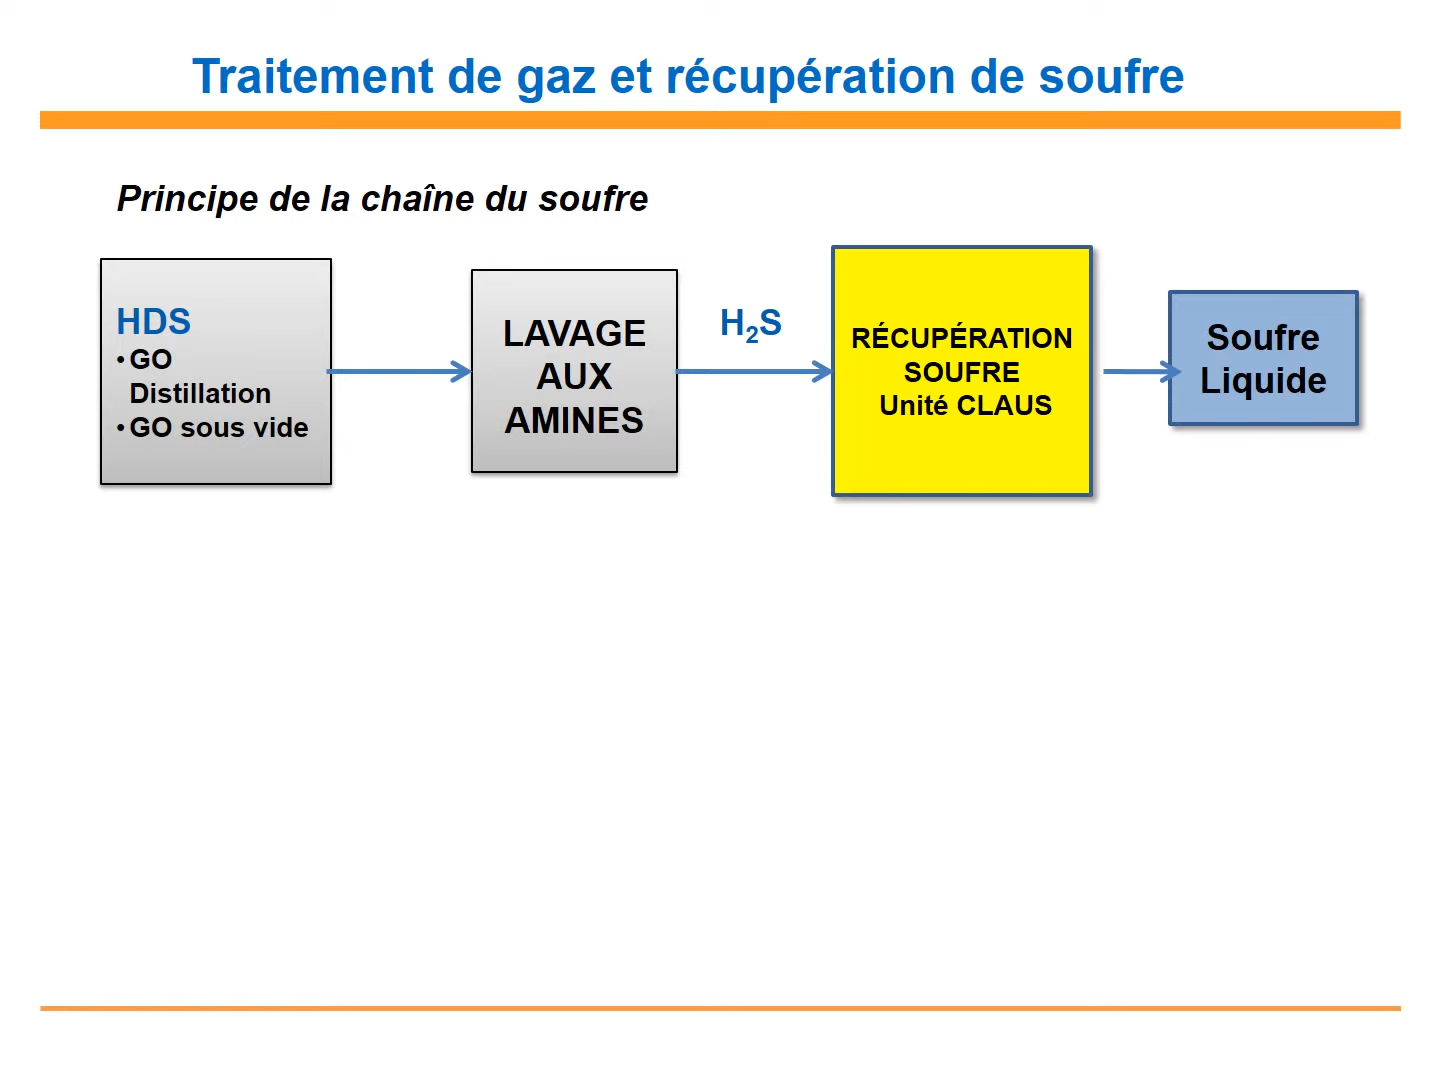 Traitement de gaz et récupération de soufre
Principe de la chaîne du soufre
HDS
• GO
Distillation
• GO sous vide
LAVAGE
AUX
AMINES
H₂S
RÉCUPÉRATION
SOUFRE
Unité CLAUS
Soufre
Liquide